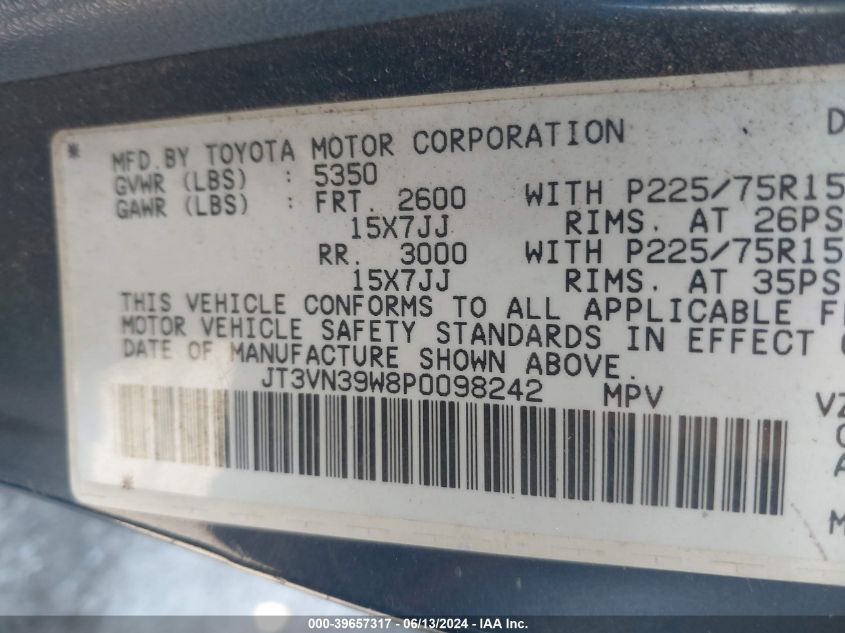 * MFD.BY TOYOTA MOTOR CORPORATION D
GVWR (LBS) : 5350
GAWR (LBS) : FRT. 2600 WITH P225/75R15
15X7JJ RIMS. AT 26PS
RR. 3000 WITH P225/75R15
15X7JJ RIMS. AT 35PS
THIS VEHICLE CONFORMS TO ALL APPLICABLE F
MOTOR VEHICLE SAFETY STANDARDS IN EFFECT
DATE OF MANUFACTURE SHOWN ABOVE.
JT3VN39W8P0098242 MPV VZ
*
M
000-39657317 - 06/13/2024 - IAA Inc.